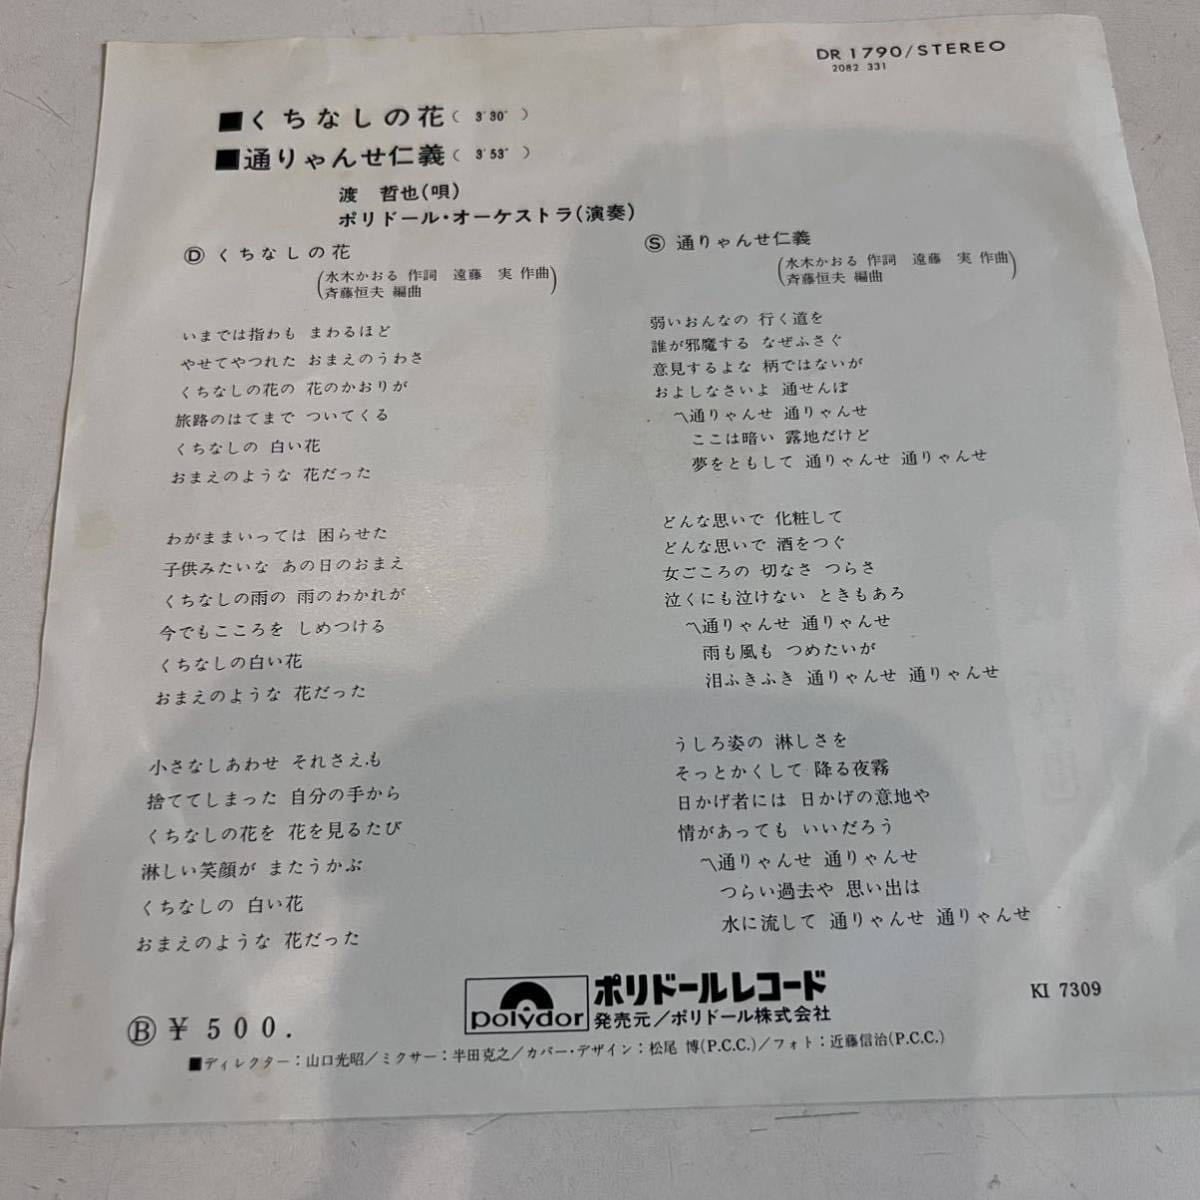 DR 1790/STEREO
2082 331
■くちなしの花（3'30"）
■通りゃんせ仁義（3'53"）
渡 哲也(唄)
ポリドール・オーケストラ(演奏)
Ⓓ くちなしの花
(水木かおる 作詞 遠藤 実 作曲
斉藤恒夫 編曲)
いまでは指わも まわるほど
やせてやつれた おまえのうわさ
くちなしの花の 花のかおりが
旅路のはてまで ついてくる
くちなしの 白い花
おまえのような 花だった
わがままいっては 困らせた
子供みたいな あの日のおまえ
くちなしの雨の 雨のわかれが
今でもこころを しめつける
くちなしの白い花
おまえのような 花だった
小さなしあわせ それさえも
捨ててしまった 自分の手から
くちなしの花を 花を見るたび
淋しい笑顔が またうかぶ
くちなしの 白い花
おまえのような 花だった
Ⓢ 通りゃんせ仁義
(水木かおる 作詞 遠藤 実 作曲
斉藤恒夫 編曲)
弱いおんなの 行く道を
誰が邪魔する なぜふさぐ
意見するよな 柄ではないが
およしなさいよ 通せんぼ
〽通りゃんせ 通りゃんせ
ここは暗い 露地だけど
夢をともして 通りゃんせ 通りゃんせ
どんな思いで 化粧して
どんな思いで 酒をつぐ
女ごころの 切なさ つらさ
泣くにも泣けない ときもあろ
〽通りゃんせ 通りゃんせ
雨も風も つめたいが
泪ふきふき 通りゃんせ 通りゃんせ
うしろ姿の 淋しさを
そっとかくして 降る夜霧
日かげ者には 日かげの意地や
情があっても いいだろう
〽通りゃんせ 通りゃんせ
つらい過去や 思い出は
水に流して 通りゃんせ 通りゃんせ
polydor
ポリドールレコード
発売元／ポリドール株式会社
KI 7309
Ⓑ ¥ 500.
■ディレクター：山口光昭／ミクサー：半田克之／カバー・デザイン：松尾 博(P.C.C.)／フォト：近藤信治(P.C.C.)